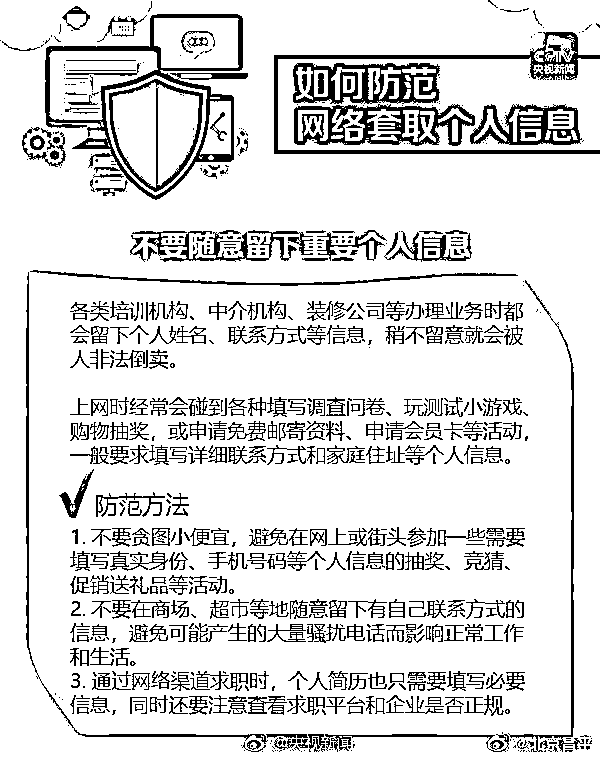 CCTV
央视新闻
如何防范
网络套取个人信息
不要随意留下重要个人信息
各类培训机构、中介机构、装修公司等办理业务时都
会留下个人姓名、联系方式等信息，稍不留意就会被
人非法倒卖。
上网时经常会碰到各种填写调查问卷、玩测试小游戏、
购物抽奖，或申请免费邮寄资料、申请会员卡等活动，
一般要求填写详细联系方式和家庭住址等个人信息。
防范方法
1. 不要贪图小便宜，避免在网上或街头参加一些需要
填写真实身份、手机号码等个人信息的抽奖、竞猜、
促销送礼品等活动。
2. 不要在商场、超市等地随意留下有自己联系方式的
信息，避免可能产生的大量骚扰电话而影响正常工作
和生活。
3. 通过网络渠道求职时，个人简历也只需要填写必要
信息，同时还要注意查看求职平台和企业是否正规。
@央视新闻
@北京昌平